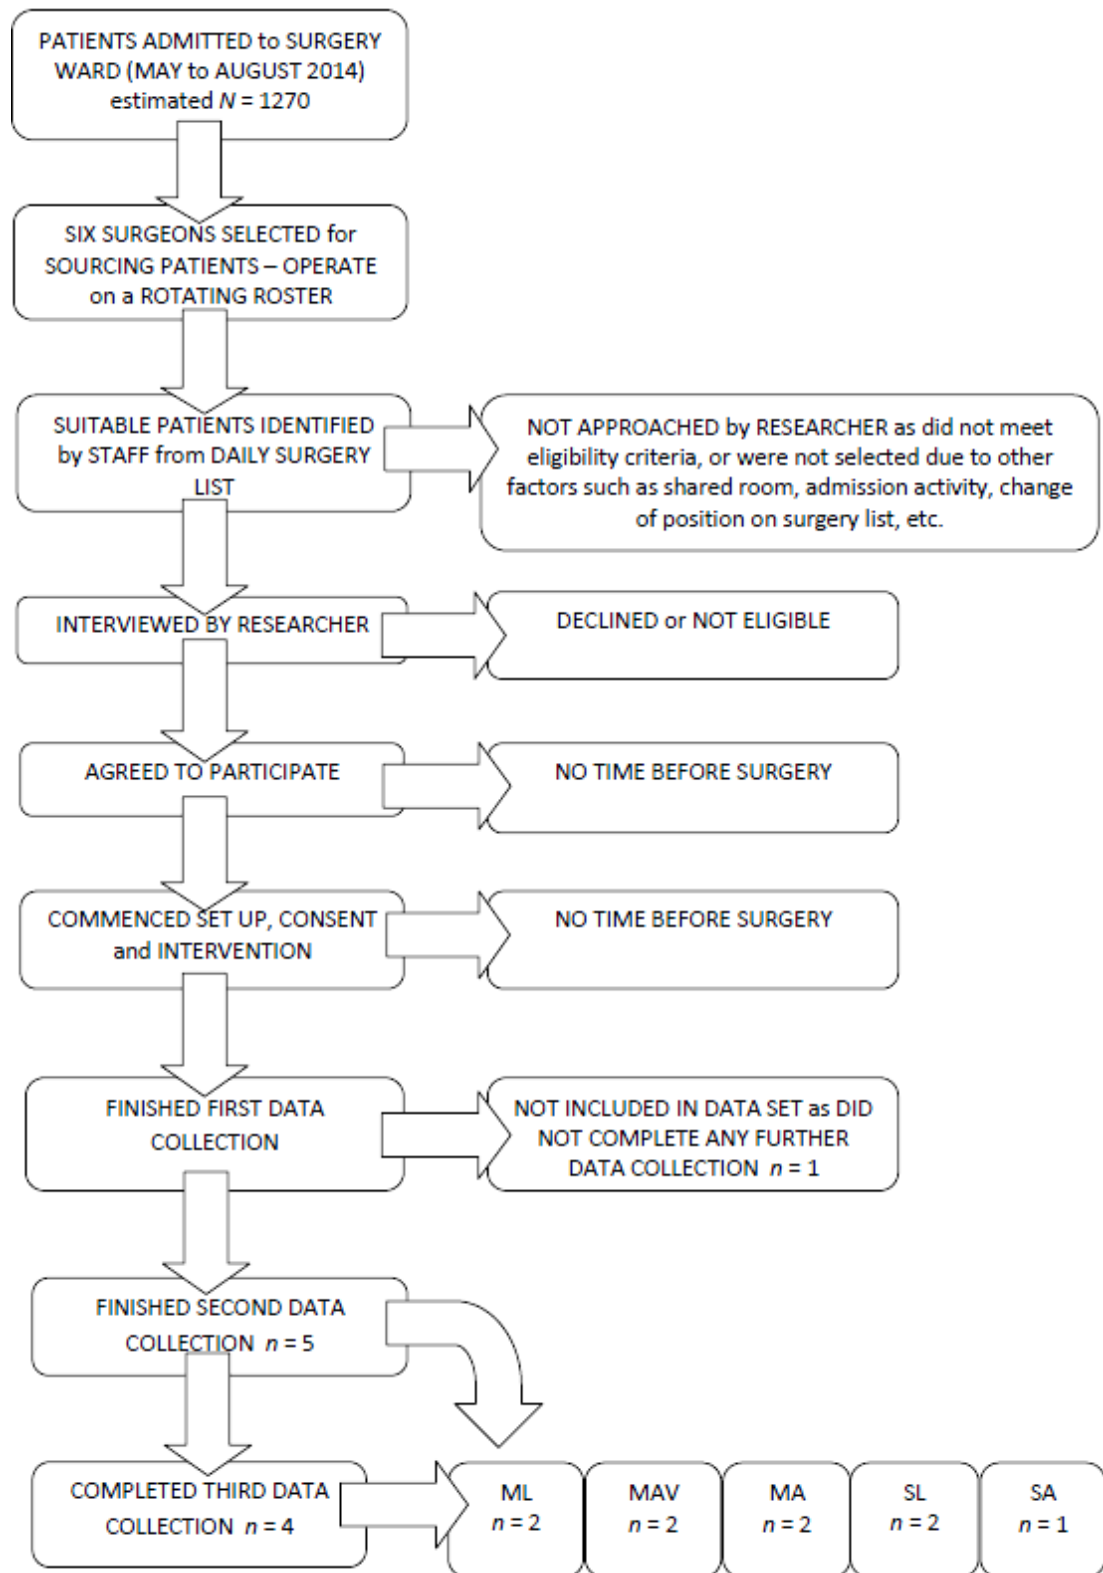 PATIENTS ADMITTED to SURGERY
WARD (MAY to AUGUST 2014)
estimated N = 1270
SIX SURGEONS SELECTED for
SOURCING PATIENTS – OPERATE
on a ROTATING ROSTER
SUITABLE PATIENTS IDENTIFIED
by STAFF from DAILY SURGERY
LIST
NOT APPROACHED by RESEARCHER as did not meet
eligibility criteria, or were not selected due to other
factors such as shared room, admission activity, change
of position on surgery list, etc.
INTERVIEWED BY RESEARCHER
DECLINED or NOT ELIGIBLE
AGREED TO PARTICIPATE
NO TIME BEFORE SURGERY
COMMENCED SET UP, CONSENT
and INTERVENTION
NO TIME BEFORE SURGERY
FINISHED FIRST DATA
COLLECTION
NOT INCLUDED IN DATA SET as DID
NOT COMPLETE ANY FURTHER
DATA COLLECTION n = 1
FINISHED SECOND DATA
COLLECTION n = 5
COMPLETED THIRD DATA
COLLECTION n = 4
ML
n = 2
MAV
n = 2
MA
n = 2
SL
n = 2
SA
n = 1